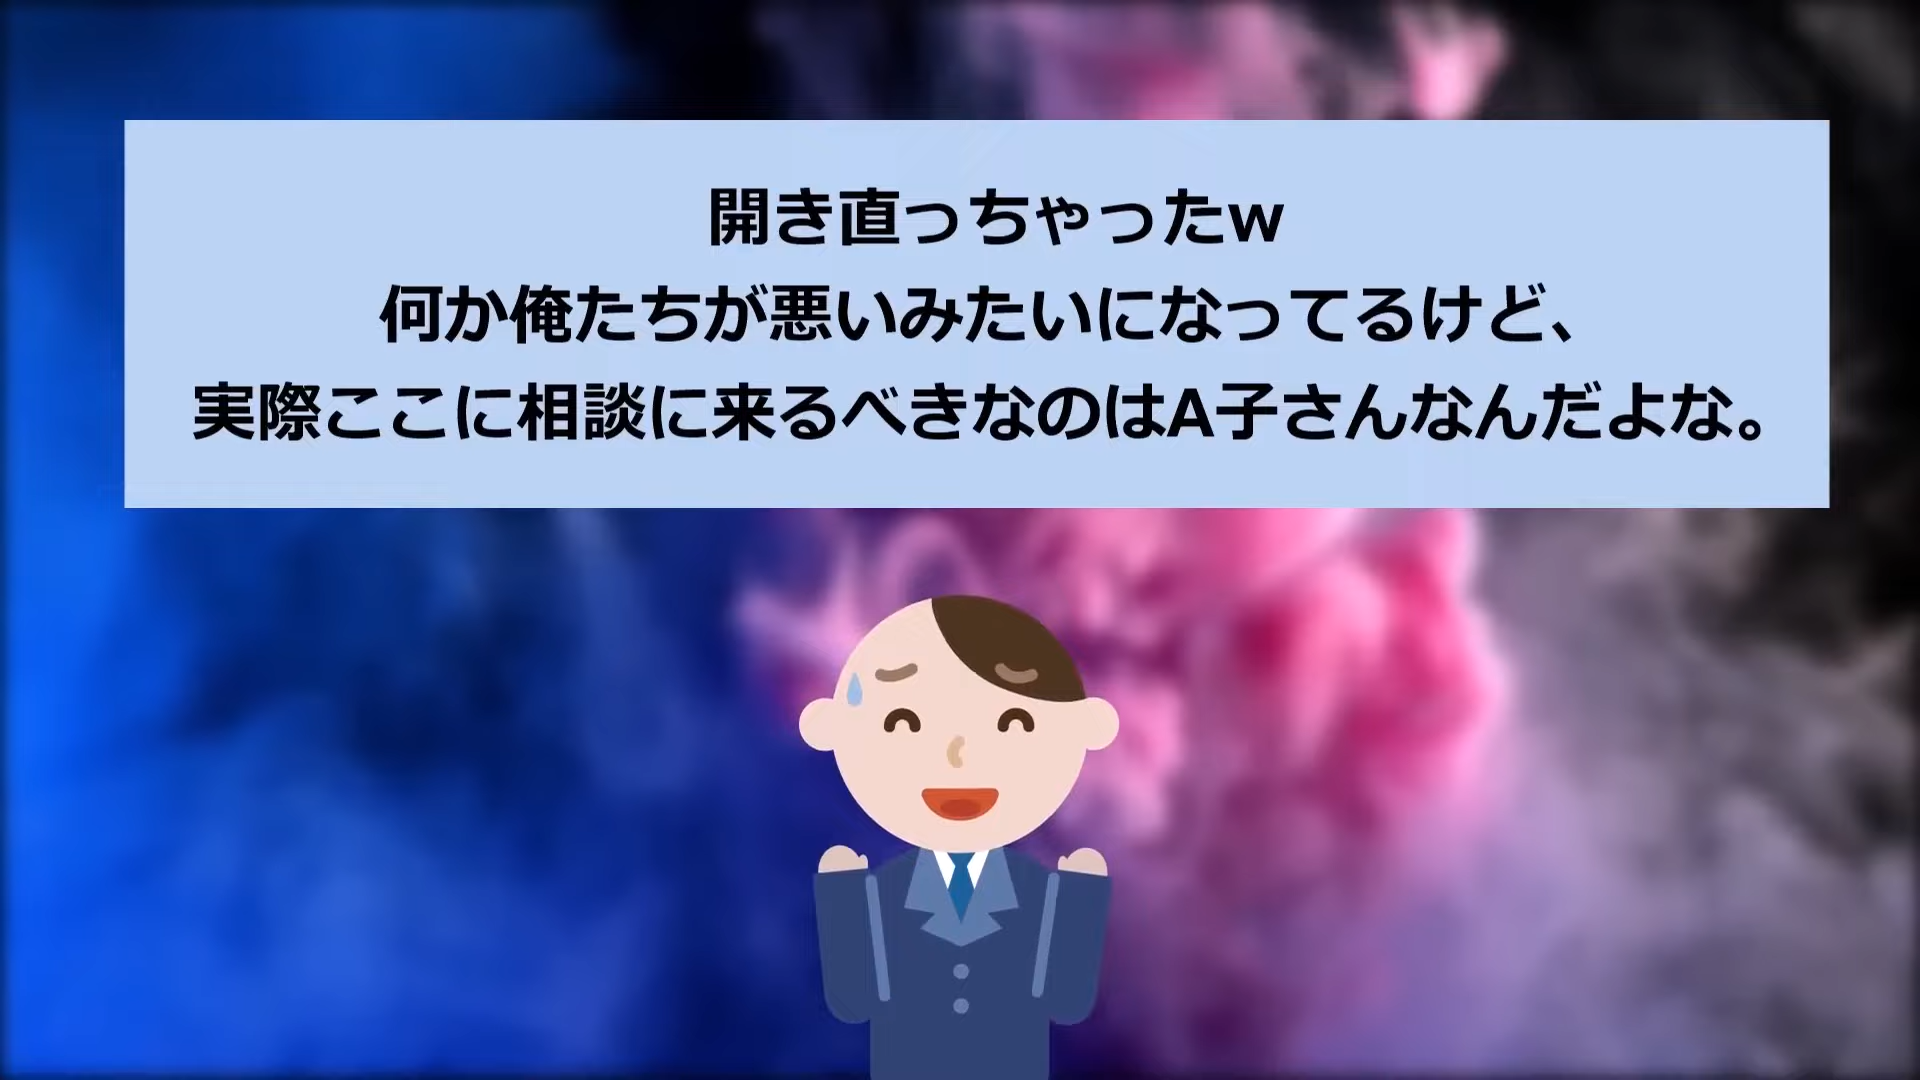 開き直っちゃったw
何か俺たちが悪いみたいになってるけど、
実際ここに相談に来るべきなのはA子さんなんだよな。